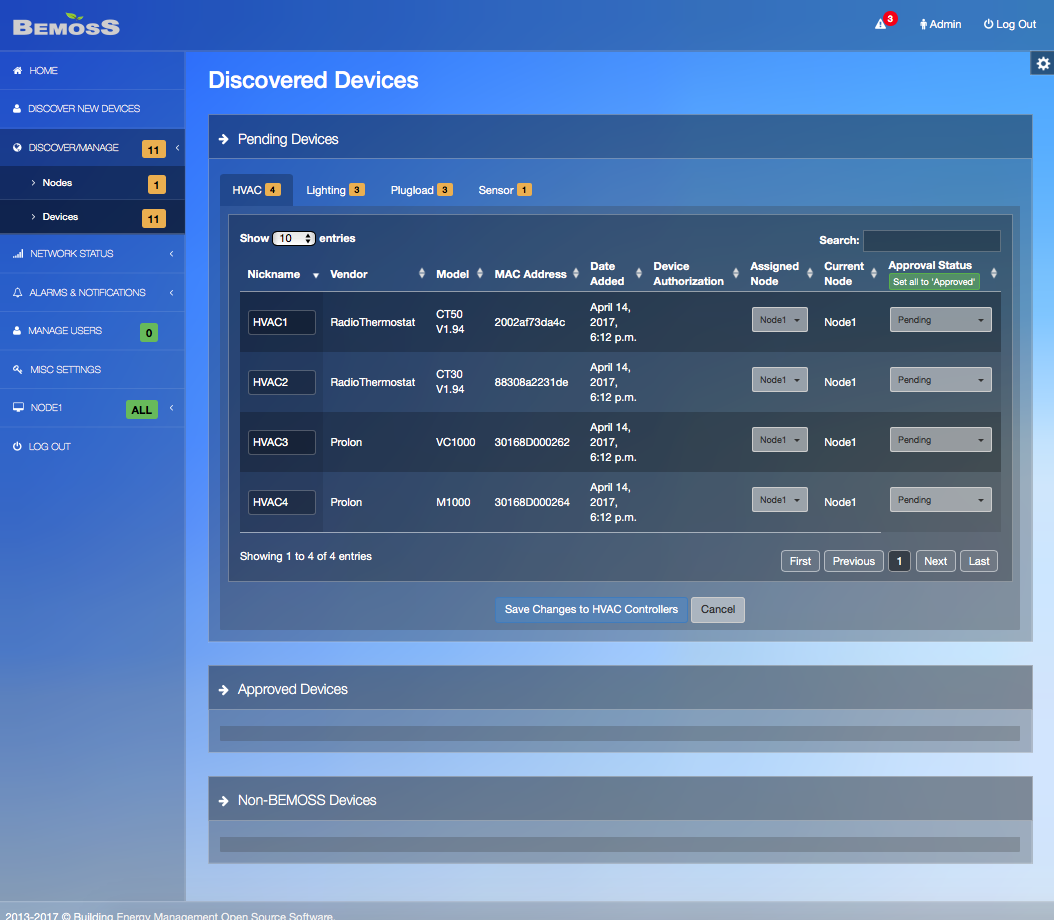 BEMOSS
3
Admin
Log Out
HOME
DISCOVER NEW DEVICES
DISCOVER/MANAGE 11
Nodes 1
Devices 11
NETWORK STATUS
ALARMS & NOTIFICATIONS
MANAGE USERS 0
MISC SETTINGS
NODE1 ALL
LOG OUT
Discovered Devices
Pending Devices
HVAC 4 Lighting 3 Plugload 3 Sensor 1
Show 10 entries
Search:
Nickname Vendor Model MAC Address Date Added Device Authorization Assigned Node Current Node Approval Status
Set all to 'Approved'
HVAC1 RadioThermostat CT50 V1.94 2002af73da4c April 14, 2017, 6:12 p.m. Node1 Node1 Pending
HVAC2 RadioThermostat CT30 V1.94 88308a2231de April 14, 2017, 6:12 p.m. Node1 Node1 Pending
HVAC3 Prolon VC1000 30168D000262 April 14, 2017, 6:12 p.m. Node1 Node1 Pending
HVAC4 Prolon M1000 30168D000264 April 14, 2017, 6:12 p.m. Node1 Node1 Pending
Showing 1 to 4 of 4 entries
First Previous 1 Next Last
Save Changes to HVAC Controllers Cancel
Approved Devices
Non-BEMOSS Devices
2013-2017 © Building Energy Management Open Source Software.